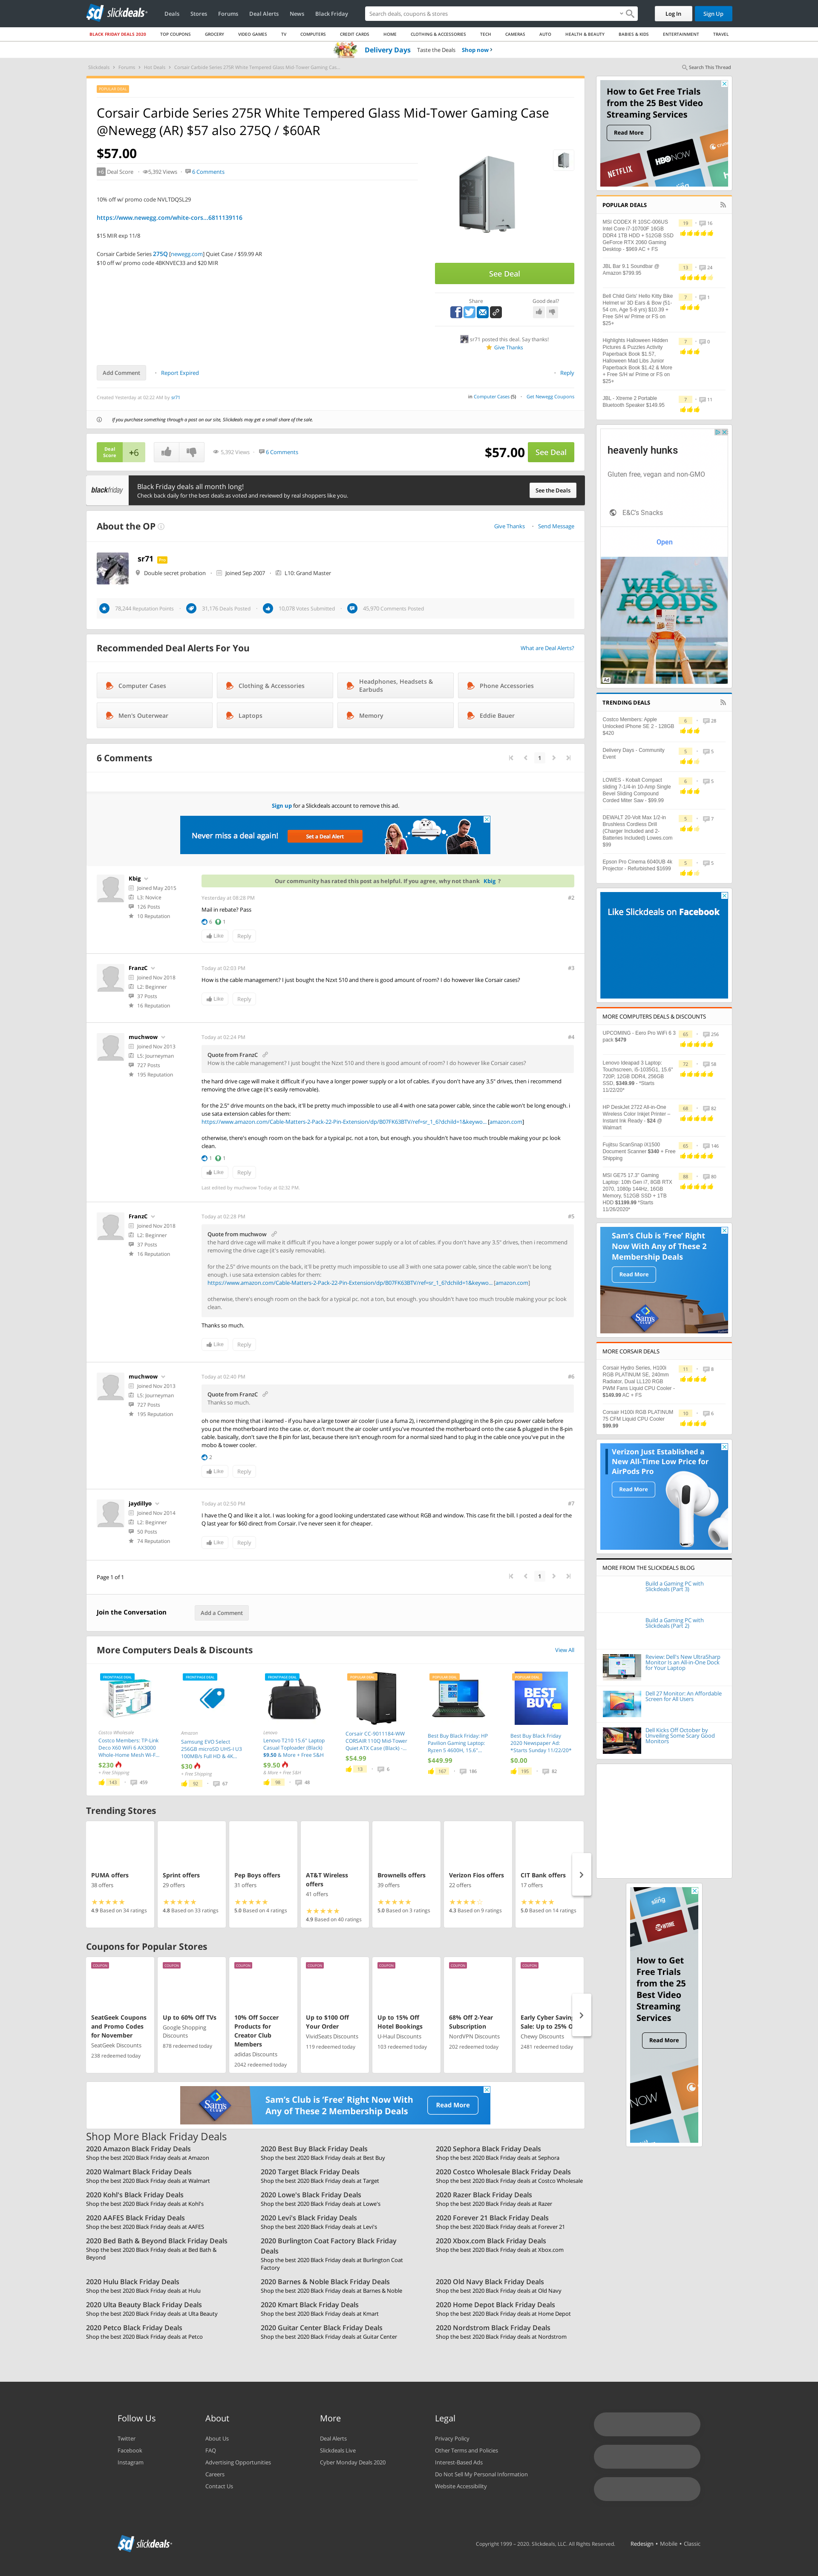 slickdeals
Deals Stores Forums Deal Alerts News Black Friday
Search deals, coupons & stores
Log In Sign Up
BLACK FRIDAY DEALS 2020 TOP COUPONS GROCERY VIDEO GAMES TV COMPUTERS CREDIT CARDS HOME CLOTHING & ACCESSORIES TECH CAMERAS AUTO HEALTH & BEAUTY BABIES & KIDS ENTERTAINMENT TRAVEL
Delivery Days Taste the Deals Shop now
Slickdeals Forums Hot Deals Corsair Carbide Series 275R White Tempered Glass Mid-Tower Gaming Cas...
Search This Thread
Corsair Carbide Series 275R White Tempered Glass Mid-Tower Gaming Case
@Newegg (AR) $57 also 275Q / $60AR
$57.00
+6 Deal Score 5,392 Views 6 Comments
10% off w/ promo code NVLTDQSL29
https://www.newegg.com/white-cors...6811139116
$15 MIR exp 11/8
Corsair Carbide Series 275Q [newegg.com] Quiet Case / $59.99 AR
$10 off w/ promo code 4BKNVEC33 and $20 MIR
See Deal
Share Good deal?
sr71 posted this deal. Say thanks!
Give Thanks
Add Comment Report Expired Reply
Created Yesterday at 02:22 AM by sr71
in Computer Cases (5) Get Newegg Coupons
If you purchase something through a post on our site, Slickdeals may get a small share of the sale.
Deal
Score
+6
5,392 Views 6 Comments
$57.00 See Deal
blackfriday
Black Friday deals all month long!
Check back daily for the best deals as voted and reviewed by real shoppers like you.
See the Deals
About the OP
Give Thanks Send Message
sr71 Pro
Double secret probation Joined Sep 2007 L10: Grand Master
78,244 Reputation Points 31,176 Deals Posted 10,078 Votes Submitted 45,970 Comments Posted
Recommended Deal Alerts For You
What are Deal Alerts?
Computer Cases
Clothing & Accessories
Headphones, Headsets &
Earbuds
Phone Accessories
Men's Outerwear
Laptops
Memory
Eddie Bauer
6 Comments
1
Sign up for a Slickdeals account to remove this ad.
Never miss a deal again!
Set a Deal Alert
Kbig
Joined May 2015
L3: Novice
126 Posts
10 Reputation
Our community has rated this post as helpful. If you agree, why not thank Kbig ?
Yesterday at 08:28 PM #2
Mail in rebate? Pass
6 1
Like Reply
FranzC
Joined Nov 2018
L2: Beginner
37 Posts
16 Reputation
Today at 02:03 PM #3
How is the cable management? I just bought the Nzxt 510 and there is good amount of room? I do however like Corsair cases?
Like Reply
muchwow
Joined Nov 2013
L5: Journeyman
727 Posts
195 Reputation
Today at 02:24 PM #4
Quote from FranzC
How is the cable management? I just bought the Nzxt 510 and there is good amount of room? I do however like Corsair cases?
the hard drive cage will make it difficult if you have a longer power supply or a lot of cables. if you don't have any 3.5" drives, then i recommend
removing the drive cage (it's easily removable).
for the 2.5" drive mounts on the back, it'll be pretty much impossible to use all 4 with one sata power cable, since the cable won't be long enough. i
use sata extention cables for them:
https://www.amazon.com/Cable-Matters-2-Pack-22-Pin-Extension/dp/B07FK63BTV/ref=sr_1_6?dchild=1&keywo... [amazon.com]
otherwise, there's enough room on the back for a typical pc. not a ton, but enough. you shouldn't have too much trouble making your pc look
clean.
1 1
Like Reply
Last edited by muchwow Today at 02:32 PM.
FranzC
Joined Nov 2018
L2: Beginner
37 Posts
16 Reputation
Today at 02:28 PM #5
Quote from muchwow
the hard drive cage will make it difficult if you have a longer power supply or a lot of cables. if you don't have any 3.5" drives, then i recommend
removing the drive cage (it's easily removable).
for the 2.5" drive mounts on the back, it'll be pretty much impossible to use all 3 with one sata power cable, since the cable won't be long
enough. i use sata extention cables for them:
https://www.amazon.com/Cable-Matters-2-Pack-22-Pin-Extension/dp/B07FK63BTV/ref=sr_1_6?dchild=1&keywo... [amazon.com]
otherwise, there's enough room on the back for a typical pc, not a ton, but enough. you shouldn't have too much trouble making your pc look
clean.
Thanks so much.
Like Reply
muchwow
Joined Nov 2013
L5: Journeyman
727 Posts
195 Reputation
Today at 02:40 PM #6
Quote from FranzC
Thanks so much.
oh one more thing that i learned - if you have a large tower air cooler (i use a fuma 2), i recommend plugging in the 8-pin cpu power cable before
you put the motherboard into the case. or, don't mount the air cooler until you've mounted the motherboard onto the case & plugged in the 8-pin
cable. basically, don't save the 8 pin for last, because there isn't enough room for a normal sized hand to plug in the cable once you've put in the
mobo & tower cooler.
2
Like Reply
jaydillyo
Joined Nov 2014
L2: Beginner
50 Posts
74 Reputation
Today at 02:50 PM #7
I have the Q and like it a lot. I was looking for a good looking understated case without RGB and window. This case fit the bill. I posted a deal for the
Q last year for $60 direct from Corsair. I've never seen it for cheaper.
Like Reply
Page 1 of 1
1
Join the Conversation Add a Comment
More Computers Deals & Discounts
View All
FRONTPAGE DEAL
Costco Wholesale
Costco Members: TP-Link
Deco X60 WiFi 6 AX3000
Whole-Home Mesh Wi-F...
$230
+ Free Shipping
143 459
FRONTPAGE DEAL
Amazon
Samsung EVO Select
256GB microSD UHS-I U3
100MB/s Full HD & 4K...
$30
+ Free Shipping
92 67
FRONTPAGE DEAL
Lenovo
Lenovo T210 15.6" Laptop
Casual Toploader (Black)
$9.50 & More + Free S&H
$9.50
& More + Free S&H
98 48
POPULAR DEAL
Corsair CC-9011184-WW
CORSAIR 110Q Mid-Tower
Quiet ATX Case (Black) -...
$54.99
13 6
POPULAR DEAL
Best Buy Black Friday: HP
Pavilion Gaming Laptop:
Ryzen 5 4600H, 15.6"...
$449.99
167 186
POPULAR DEAL
BEST
BUY
Best Buy Black Friday
2020 Newspaper Ad:
*Starts Sunday 11/22/20*
$0.00
195 82
Trending Stores
PUMA offers
38 offers
4.9 Based on 34 ratings
Sprint offers
29 offers
4.8 Based on 33 ratings
Pep Boys offers
31 offers
5.0 Based on 4 ratings
AT&T Wireless
offers
41 offers
4.9 Based on 40 ratings
Brownells offers
39 offers
5.0 Based on 3 ratings
Verizon Fios offers
22 offers
4.3 Based on 9 ratings
CIT Bank offers
17 offers
5.0 Based on 14 ratings
Coupons for Popular Stores
COUPON
SeatGeek Coupons
and Promo Codes
for November
SeatGeek Discounts
238 redeemed today
COUPON
Up to 60% Off TVs
Google Shopping
Discounts
878 redeemed today
COUPON
10% Off Soccer
Products for
Creator Club
Members
adidas Discounts
2042 redeemed today
COUPON
Up to $100 Off
Your Order
VividSeats Discounts
119 redeemed today
COUPON
Up to 15% Off
Hotel Bookings
U-Haul Discounts
103 redeemed today
COUPON
68% Off 2-Year
Subscription
NordVPN Discounts
202 redeemed today
COUPON
Early Cyber Saving
Sale: Up to 25% O
Chewy Discounts
2481 redeemed today
Sam's Club is 'Free' Right Now With
Any of These 2 Membership Deals
Read More
Shop More Black Friday Deals
2020 Amazon Black Friday Deals
Shop the best 2020 Black Friday deals at Amazon
2020 Best Buy Black Friday Deals
Shop the best 2020 Black Friday deals at Best Buy
2020 Sephora Black Friday Deals
Shop the best 2020 Black Friday deals at Sephora
2020 Walmart Black Friday Deals
Shop the best 2020 Black Friday deals at Walmart
2020 Target Black Friday Deals
Shop the best 2020 Black Friday deals at Target
2020 Costco Wholesale Black Friday Deals
Shop the best 2020 Black Friday deals at Costco Wholesale
2020 Kohl's Black Friday Deals
Shop the best 2020 Black Friday deals at Kohl's
2020 Lowe's Black Friday Deals
Shop the best 2020 Black Friday deals at Lowe's
2020 Razer Black Friday Deals
Shop the best 2020 Black Friday deals at Razer
2020 AAFES Black Friday Deals
Shop the best 2020 Black Friday deals at AAFES
2020 Levi's Black Friday Deals
Shop the best 2020 Black Friday deals at Levi's
2020 Forever 21 Black Friday Deals
Shop the best 2020 Black Friday deals at Forever 21
2020 Bed Bath & Beyond Black Friday Deals
Shop the best 2020 Black Friday deals at Bed Bath &
Beyond
2020 Burlington Coat Factory Black Friday
Deals
Shop the best 2020 Black Friday deals at Burlington Coat
Factory
2020 Xbox.com Black Friday Deals
Shop the best 2020 Black Friday deals at Xbox.com
2020 Hulu Black Friday Deals
Shop the best 2020 Black Friday deals at Hulu
2020 Barnes & Noble Black Friday Deals
Shop the best 2020 Black Friday deals at Barnes & Noble
2020 Old Navy Black Friday Deals
Shop the best 2020 Black Friday deals at Old Navy
2020 Ulta Beauty Black Friday Deals
Shop the best 2020 Black Friday deals at Ulta Beauty
2020 Kmart Black Friday Deals
Shop the best 2020 Black Friday deals at Kmart
2020 Home Depot Black Friday Deals
Shop the best 2020 Black Friday deals at Home Depot
2020 Petco Black Friday Deals
Shop the best 2020 Black Friday deals at Petco
2020 Guitar Center Black Friday Deals
Shop the best 2020 Black Friday deals at Guitar Center
2020 Nordstrom Black Friday Deals
Shop the best 2020 Black Friday deals at Nordstrom
How to Get Free Trials
from the 25 Best Video
Streaming Services
Read More
NETFLIX
HBO NOW
POPULAR DEALS
MSI CODEX R 10SC-006US
Intel Core i7-10700F 16GB
DDR4 1TB HDD + 512GB SSD
GeForce RTX 2060 Gaming
Desktop - $969 AC + FS
18 16
JBL Bar 9.1 Soundbar @
Amazon $799.95
13 24
Bell Child Girls' Hello Kitty Bike
Helmet w/ 3D Ears & Bow (51-
54 cm, Age 5-8 yrs) $10.39 +
Free S/H w/ Prime or FS on
$25+
7 1
Highlights Halloween Hidden
Pictures & Puzzles Activity
Paperback Book $1.57,
Halloween Mad Libs Junior
Paperback Book $1.42 & More
+ Free S/H w/ Prime or FS on
$25+
7 0
JBL - Xtreme 2 Portable
Bluetooth Speaker $149.95
7 11
heavenly hunks
Gluten free, vegan and non-GMO
E&C's Snacks
Open
WHOLE
FOODS
MARKET
Ad
TRENDING DEALS
Costco Members: Apple
Unlocked iPhone SE 2 - 128GB
$420
8 28
Delivery Days - Community
Event
5 5
LOWES - Kobalt Compact
sliding 7-1/4-in 10-Amp Single
Bevel Sliding Compound
Corded Miter Saw - $99.99
6 5
DEWALT 20-Volt Max 1/2-in
Brushless Cordless Drill
(Charger Included and 2-
Batteries Included) Lowes.com
$99
5 7
Epson Pro Cinema 6040UB 4k
Projector - Refurbished $1699
5 5
Like Slickdeals on Facebook
MORE COMPUTERS DEALS & DISCOUNTS
UPCOMING - Eero Pro WiFi 6 3
pack $479
65 256
Lenovo Ideapad 3 Laptop:
Touchscreen, i5-1035G1, 15.6"
720P, 12GB DDR4, 256GB
SSD, $349.99 - *Starts
11/22/20*
72 58
HP DeskJet 2722 All-in-One
Wireless Color Inkjet Printer –
Instant Ink Ready - $24 @
Walmart
68 82
Fujitsu ScanSnap iX1500
Document Scanner $340 + Free
Shipping
65 146
MSI GE75 17.3" Gaming
Laptop: 10th Gen i7, 8GB RTX
2070, 1080p 144Hz, 16GB
Memory, 512GB SSD + 1TB
HDD $1199.99 *Starts
11/26/2020*
88 80
Sam's Club is 'Free' Right
Now With Any of These 2
Membership Deals
Read More
MORE CORSAIR DEALS
Corsair Hydro Series, H100i
RGB PLATINUM SE, 240mm
Radiator, Dual LL120 RGB
PWM Fans Liquid CPU Cooler -
$149.99 AC + FS
11 8
Corsair H100i RGB PLATINUM
75 CFM Liquid CPU Cooler
$99.99
12 6
Verizon Just Established a
New All-Time Low Price for
AirPods Pro
Read More
MORE FROM THE SLICKDEALS BLOG
Build a Gaming PC with
Slickdeals (Part 3)
Build a Gaming PC with
Slickdeals (Part 2)
Review: Dell's New UltraSharp
Monitor is an All-in-One Dock
for Your Laptop
Dell 27 Monitor: An Affordable
Screen for All Users
Dell Kicks Off October by
Unveiling Some Scary Good
Monitors
sling
SHOWTIME
How to Get
Free Trials
from the 25
Best Video
Streaming
Services
Read More
NOW
Follow Us
Twitter
Facebook
Instagram
About
About Us
FAQ
Advertising Opportunities
Careers
Contact Us
More
Deal Alerts
Slickdeals Live
Cyber Monday Deals 2020
Legal
Privacy Policy
Other Terms and Policies
Interest-Based Ads
Do Not Sell My Personal Information
Website Accessibility
slickdeals
Copyright 1999 – 2020. Slickdeals, LLC. All Rights Reserved. Redesign • Mobile • Classic